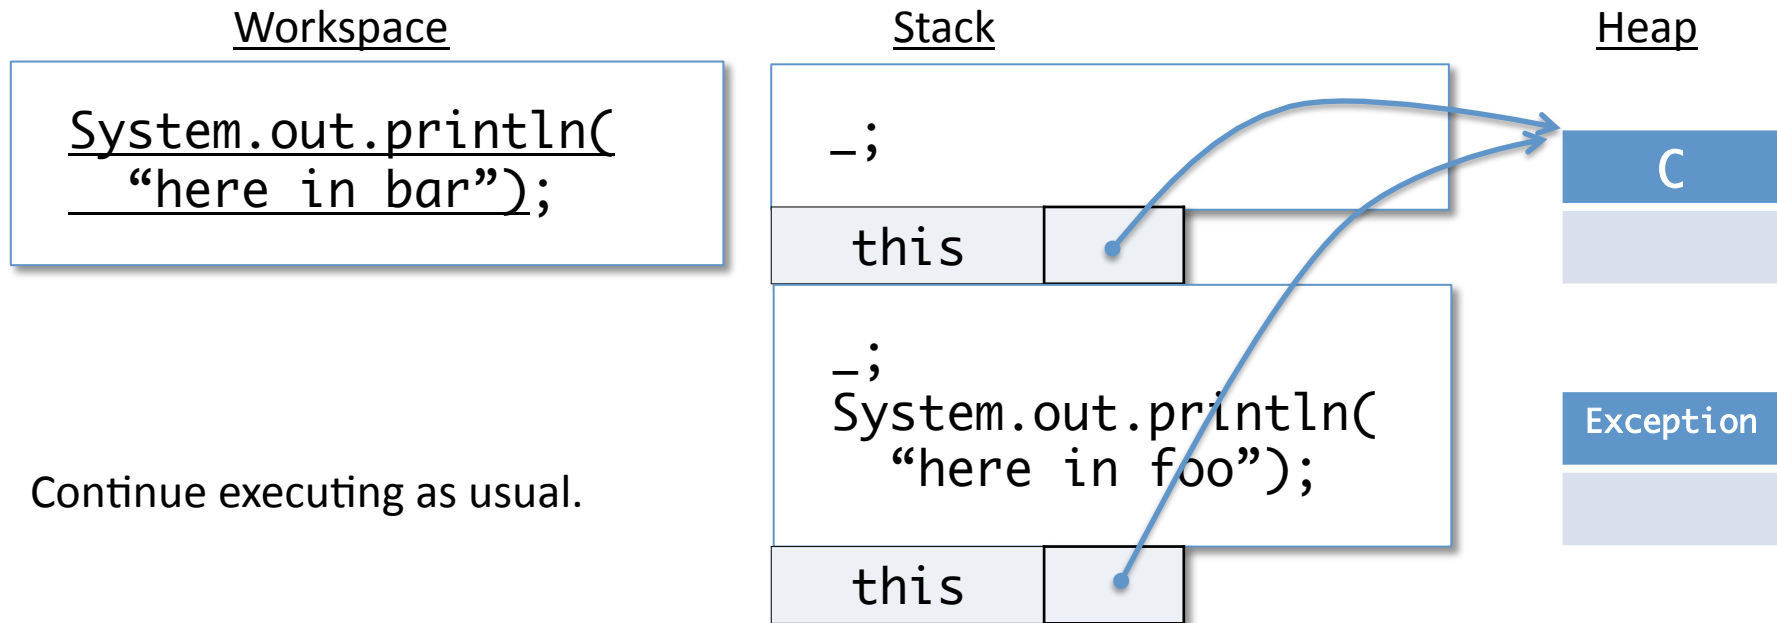 Workspace
Stack
Heap
System.out.println(
“here in bar”);
_;
this
C
_;
System.out.println(
“here in foo”);
Exception
Continue executing as usual.
this